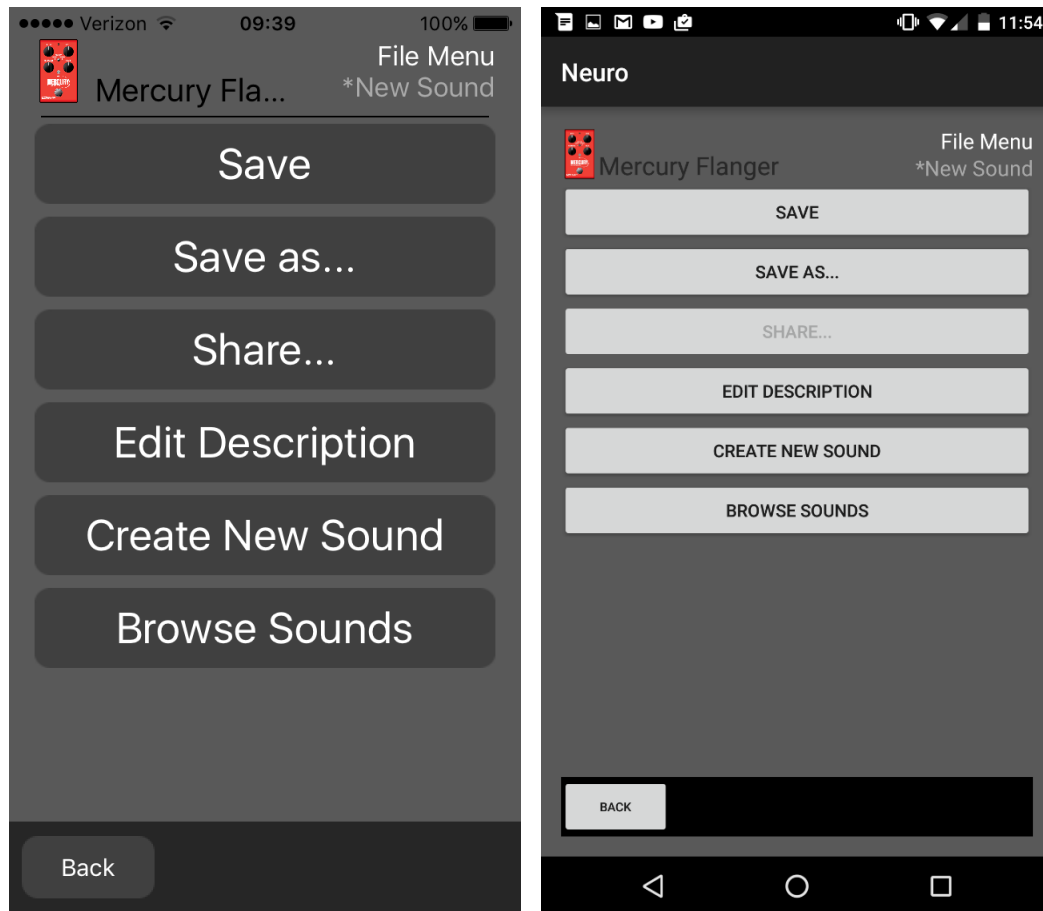 Verizon 09:39 100%
File Menu
Mercury Fla... *New Sound
Save
Save as...
Share...
Edit Description
Create New Sound
Browse Sounds
Back
11:54
Neuro
File Menu
Mercury Flanger *New Sound
SAVE
SAVE AS...
SHARE...
EDIT DESCRIPTION
CREATE NEW SOUND
BROWSE SOUNDS
BACK